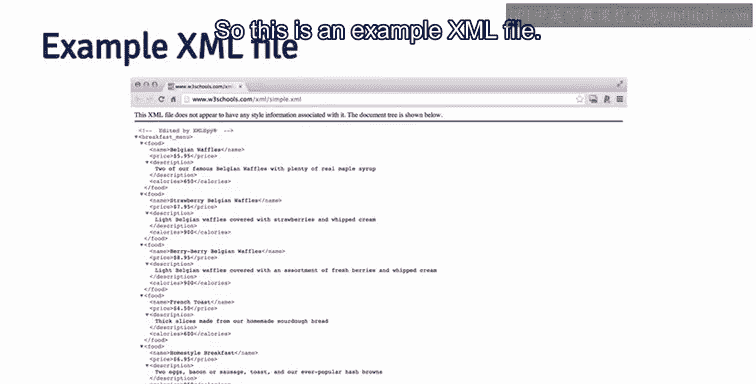 So this is an example XML file.
Example XML file
www.w3schools.com/xml/simple.xml
This XML file does not appear to have any style information associated with it. The document tree is shown below.
<!-- Edited by XMLSpy® -->
▼<breakfast_menu>
▼<food>
<name>Belgian Waffles</name>
<price>$5.95</price>
▼<description>
Two of our famous Belgian Waffles with plenty of real maple syrup
</description>
<calories>650</calories>
</food>
▼<food>
<name>Strawberry Belgian Waffles</name>
<price>$7.95</price>
▼<description>
Light Belgian waffles covered with strawberries and whipped cream
</description>
<calories>900</calories>
</food>
▼<food>
<name>Berry-Berry Belgian Waffles</name>
<price>$8.95</price>
▼<description>
Light Belgian waffles covered with an assortment of fresh berries and whipped cream
</description>
<calories>900</calories>
</food>
▼<food>
<name>French Toast</name>
<price>$4.50</price>
▼<description>
Thick slices made from our homemade sourdough bread
</description>
<calories>600</calories>
</food>
▼<food>
<name>Homestyle Breakfast</name>
<price>$6.95</price>
▼<description>
Two eggs, bacon or sausage, toast, and our ever-popular hash browns
</description>